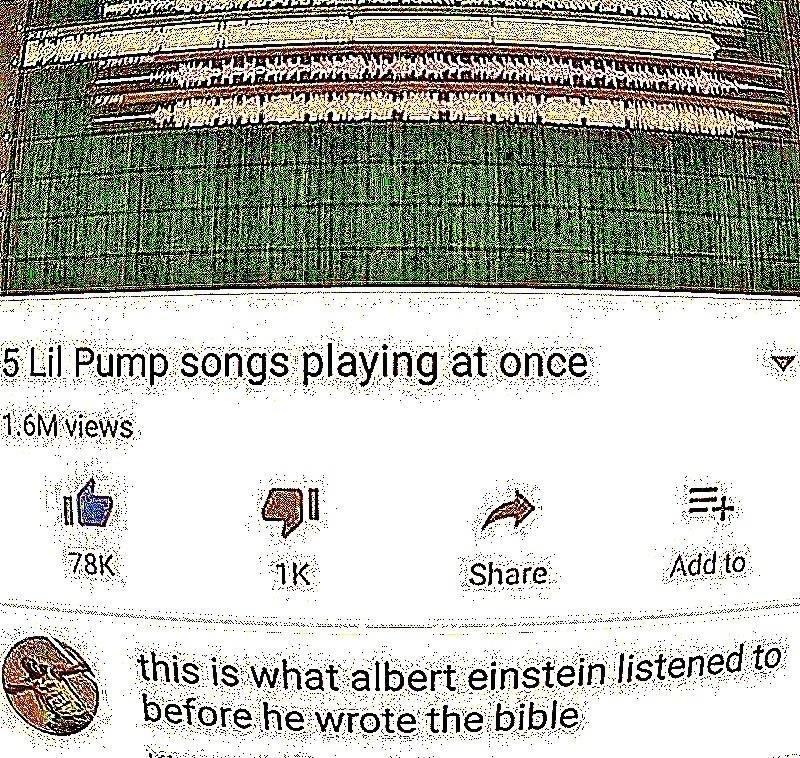 5 Lil Pump songs playing at once
1.6M views
78K
1K
Share
Add to
this is what albert einstein listened to
before he wrote the bible